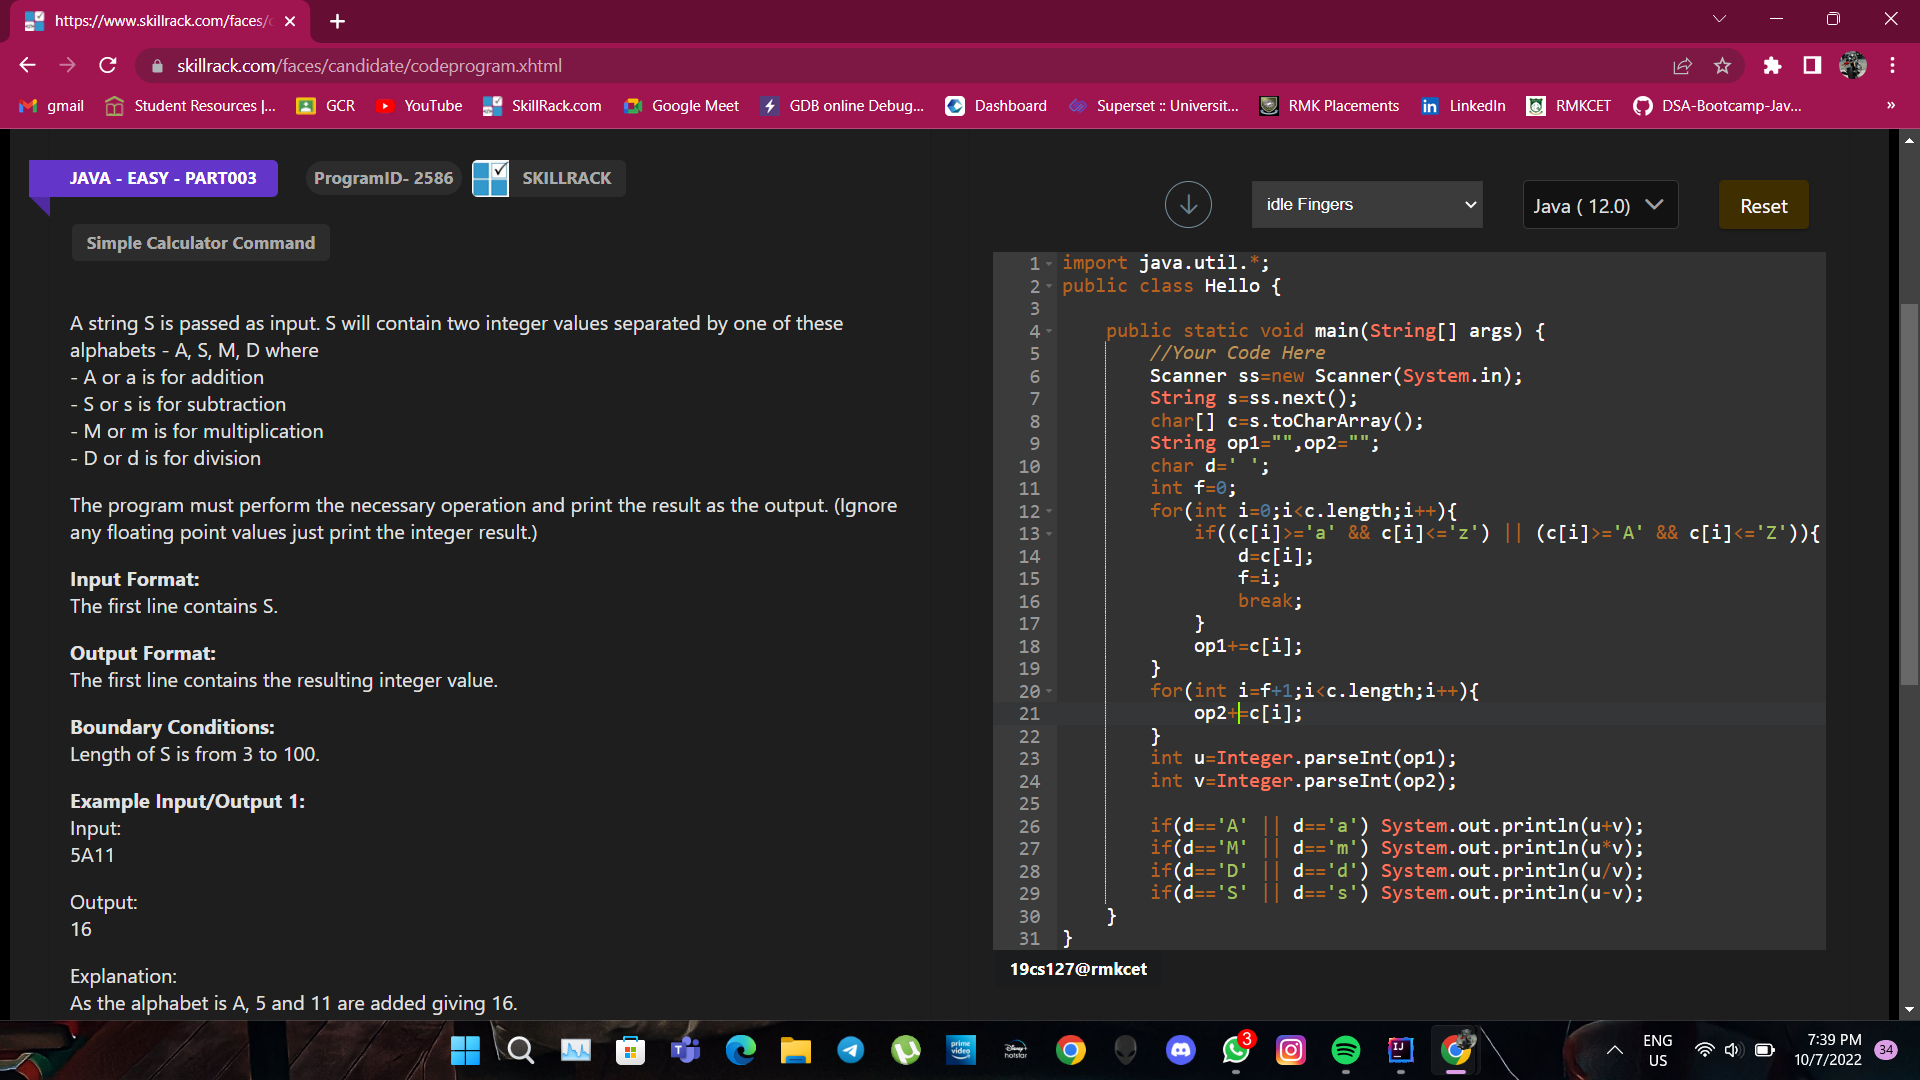 https://www.skillrack.com/faces/c
skillrack.com/faces/candidate/codeprogram.xhtml
gmail
Student Resources |...
GCR
YouTube
SkillRack.com
Google Meet
GDB online Debug...
Dashboard
Superset :: Universit...
RMK Placements
LinkedIn
RMKCET
DSA-Bootcamp-Jav...
»
JAVA - EASY - PART003
ProgramID- 2586
SKILLRACK
Simple Calculator Command
A string S is passed as input. S will contain two integer values separated by one of these
alphabets - A, S, M, D where
- A or a is for addition
- S or s is for subtraction
- M or m is for multiplication
- D or d is for division
The program must perform the necessary operation and print the result as the output. (Ignore
any floating point values just print the integer result.)
Input Format:
The first line contains S.
Output Format:
The first line contains the resulting integer value.
Boundary Conditions:
Length of S is from 3 to 100.
Example Input/Output 1:
Input:
5A11
Output:
16
Explanation:
As the alphabet is A, 5 and 11 are added giving 16.
idle Fingers
Java ( 12.0)
Reset
1 import java.util.*;
2 public class Hello {
3
4 public static void main(String[] args) {
5 //Your Code Here
6 Scanner ss=new Scanner(System.in);
7 String s=ss.next();
8 char[] c=s.toCharArray();
9 String op1="",op2="";
10 char d=' ';
11 int f=0;
12 for(int i=0;i<c.length;i++){
13 if((c[i]>='a' && c[i]<='z') || (c[i]>='A' && c[i]<='Z')){
14 d=c[i];
15 f=i;
16 break;
17 }
18 op1+=c[i];
19 }
20 for(int i=f+1;i<c.length;i++){
21 op2+=c[i];
22 }
23 int u=Integer.parseInt(op1);
24 int v=Integer.parseInt(op2);
25
26 if(d=='A' || d=='a') System.out.println(u+v);
27 if(d=='M' || d=='m') System.out.println(u*v);
28 if(d=='D' || d=='d') System.out.println(u/v);
29 if(d=='S' || d=='s') System.out.println(u-v);
30 }
31 }
19cs127@rmkcet
prime video
Disney+ hotstar
3
ENG
US
7:39 PM
10/7/2022
34